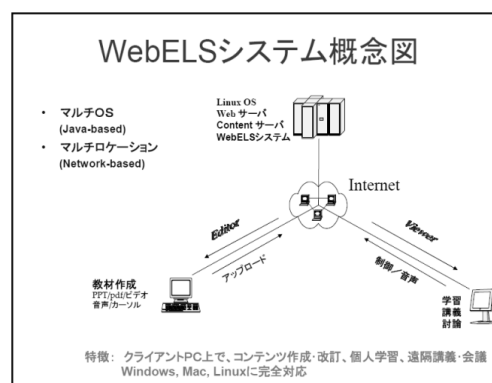 WebELSシステム概念図
• マルチOS
(Java-based)
• マルチロケーション
(Network-based)
Linux OS
Web サーバ
Content サーバ
WebELSシステム
Internet
Editor
アップロード
Viewer
制御／音声
教材作成
PPT/pdf/ビデオ
音声/カーソル
学習
講義
討論
特徴： クライアントPC上で、コンテンツ作成・改訂、個人学習、遠隔講義・会議
Windows, Mac, Linuxに完全対応